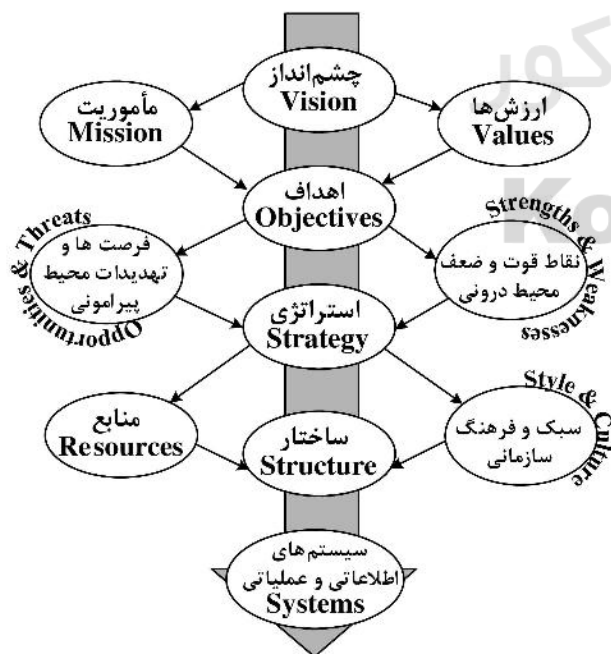 کور
Ko
چشم‌انداز
Vision
مأموریت
Mission
ارزش‌ها
Values
اهداف
Objectives
Opportunities & Threats
فرصت ها و
تهدیدات محیط
پیرامونی
Strengths & Weaknesses
نقاط قوت و ضعف
محیط درونی
استراتژی
Strategy
منابع
Resources
Style & Culture
سبک و فرهنگ
سازمانی
ساختار
Structure
سیستم‌های
اطلاعاتی و عملیاتی
Systems